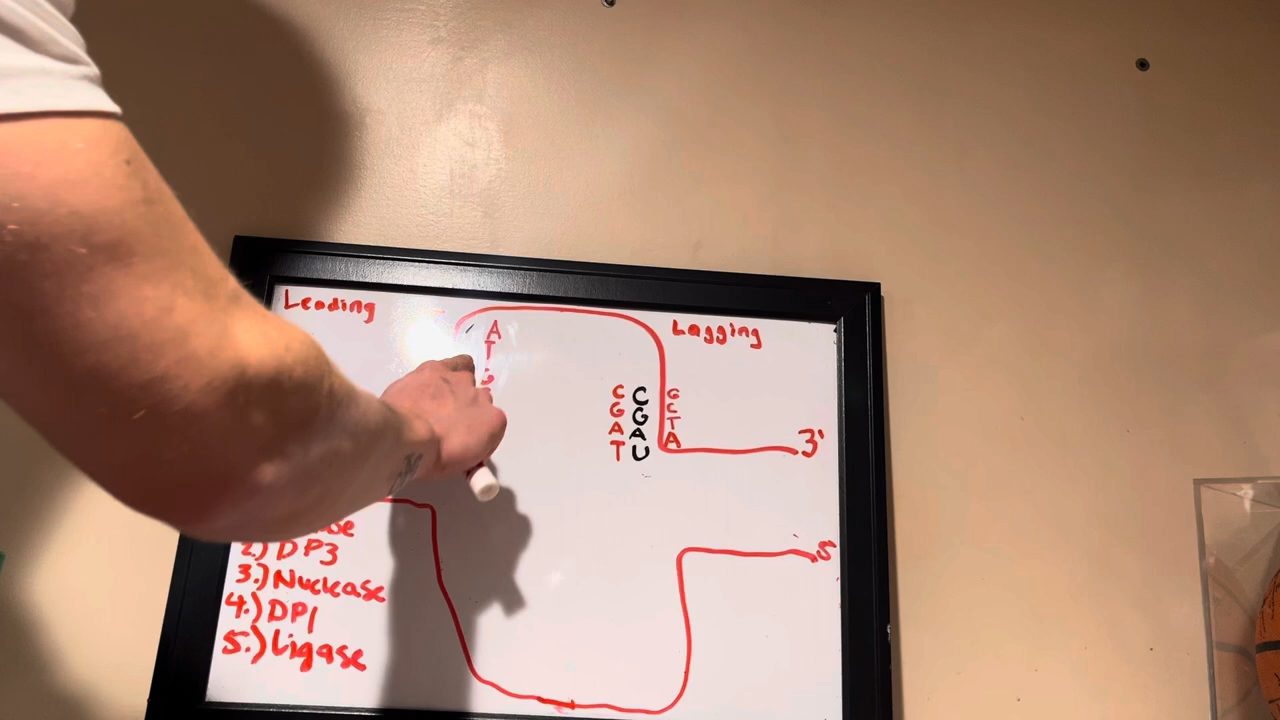 Leading
Lagging
A
T
G
C C G
G G C
A A T
T U A
3'
5
2.) DP3
3.) Nuclease
4.) DP1
5.) Ligase